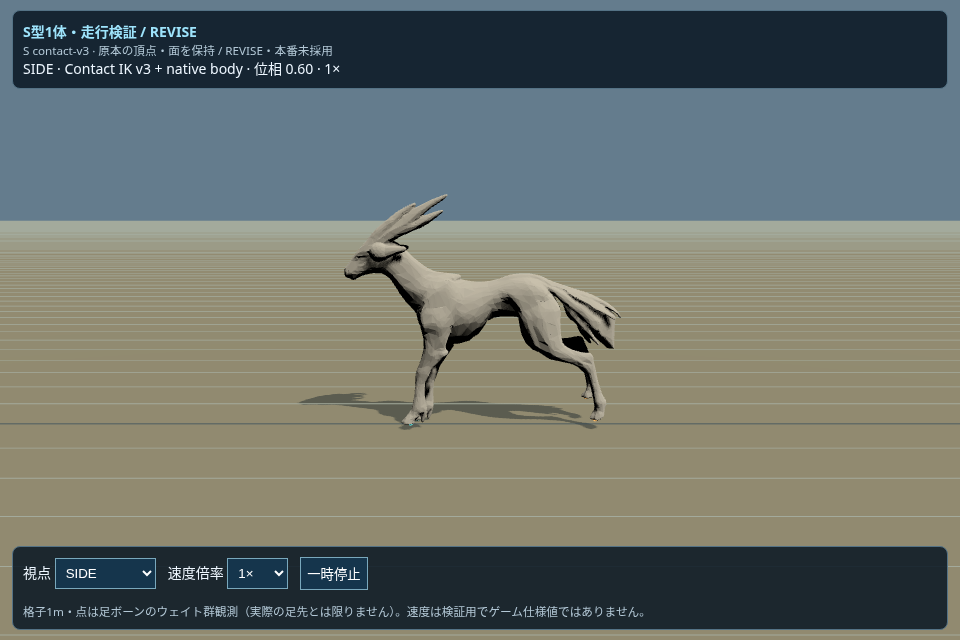 S型1体・走行検証 / REVISE
S contact-v3 · 原本の頂点・面を保持 / REVISE・本番未採用
SIDE · Contact IK v3 + native body · 位相 0.60 · 1×
視点 SIDE 速度倍率 1× 一時停止
格子1m・点は足ボーンのウェイト群観測（実際の足先とは限りません）。速度は検証用でゲーム仕様値ではありません。